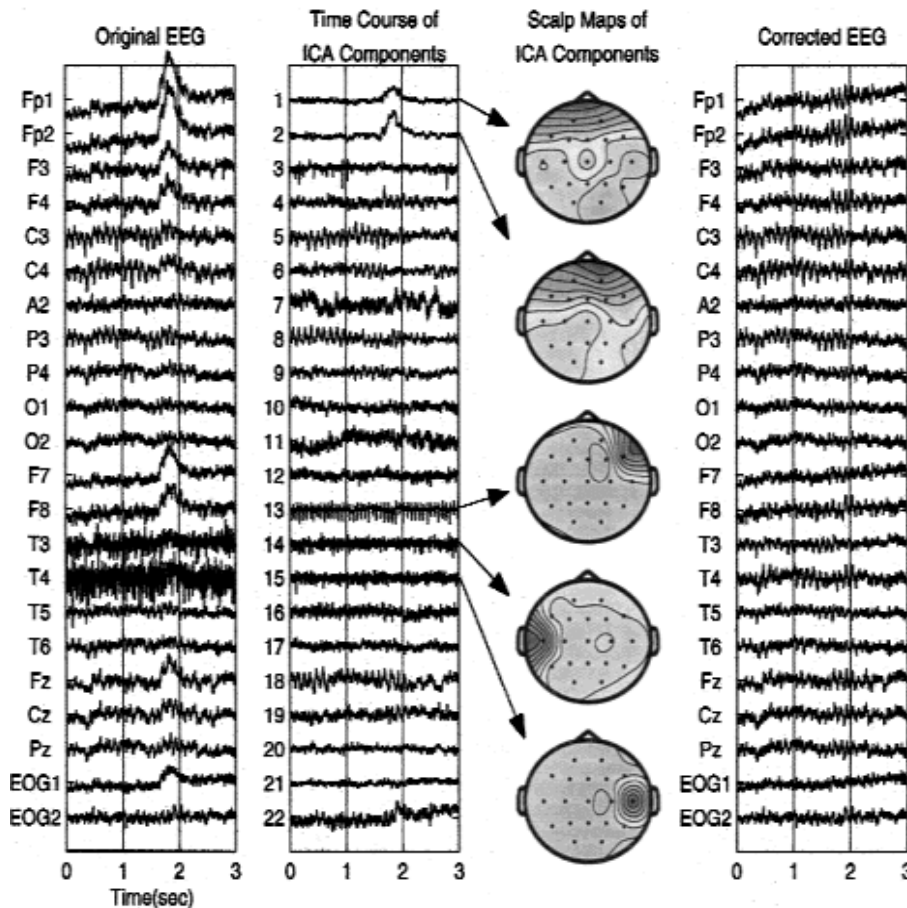 Original EEG
Time Course of
ICA Components
Scalp Maps of
ICA Components
Corrected EEG
Fp1
Fp2
F3
F4
C3
C4
A2
P3
P4
O1
O2
F7
F8
T3
T4
T5
T6
Fz
Cz
Pz
EOG1
EOG2
0 1 2 3
Time(sec)
1
2
3
4
5
6
7
8
9
10
11
12
13
14
15
16
17
18
19
20
21
22
0 1 2 3
Fp1
Fp2
F3
F4
C3
C4
A2
P3
P4
O1
O2
F7
F8
T3
T4
T5
T6
Fz
Cz
Pz
EOG1
EOG2
0 1 2 3